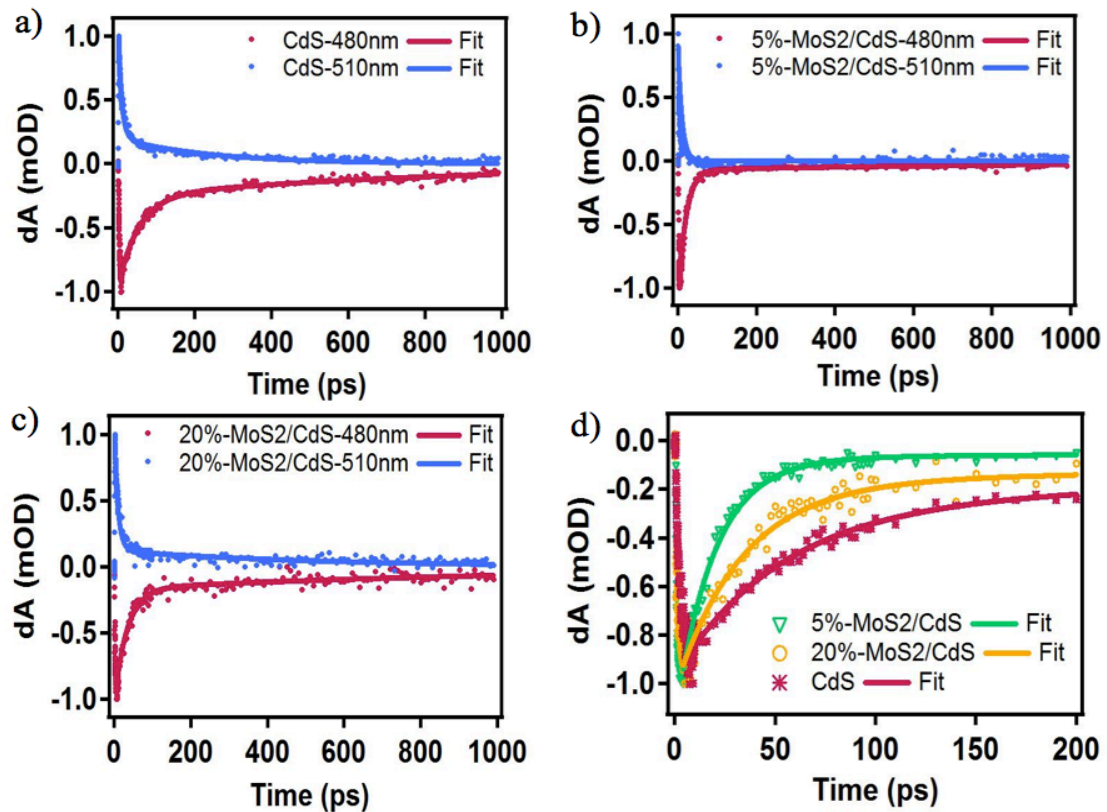 a)
CdS-480nm Fit
CdS-510nm Fit
1.0
0.5
0.0
-0.5
-1.0
dA (mOD)
0 200 400 600 800 1000
Time (ps)
b)
5%-MoS2/CdS-480nm Fit
5%-MoS2/CdS-510nm Fit
1.0
0.5
0.0
-0.5
-1.0
dA (mOD)
0 200 400 600 800 1000
Time (ps)
c)
20%-MoS2/CdS-480nm Fit
20%-MoS2/CdS-510nm Fit
1.0
0.5
0.0
-0.5
-1.0
dA (mOD)
0 200 400 600 800 1000
Time (ps)
d)
0.0
-0.2
-0.4
-0.6
-0.8
-1.0
dA (mOD)
5%-MoS2/CdS Fit
20%-MoS2/CdS Fit
CdS Fit
0 50 100 150 200
Time (ps)